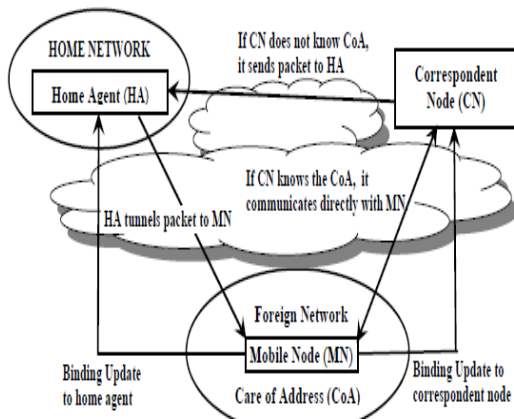 HOME NETWORK
Home Agent (HA)
If CN does not know CoA,
it sends packet to HA
Correspondent
Node (CN)
If CN knows the CoA, it
communicates directly with MN
HA tunnels packet to MN
Foreign Network
Mobile Node (MN)
Care of Address (CoA)
Binding Update
to home agent
Binding Update to
correspondent node